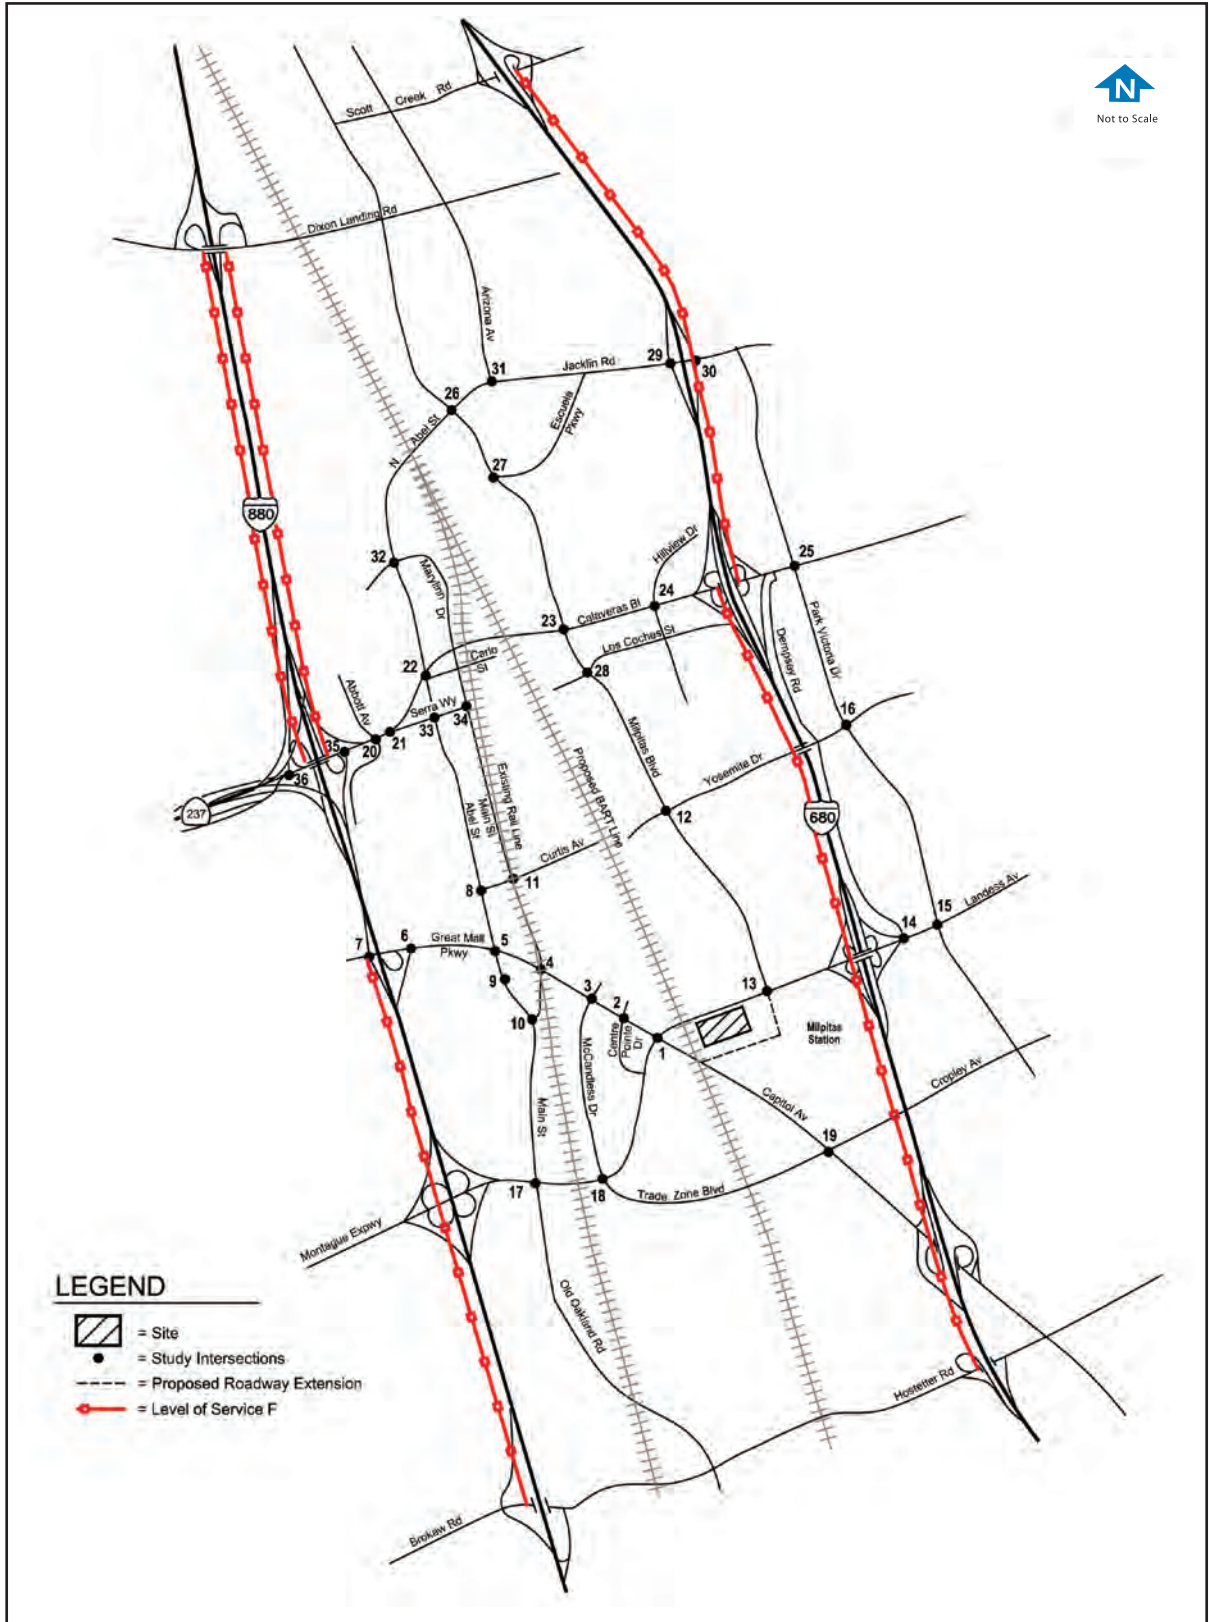 N
Not to Scale
Scott Creek Rd
Dixon Landing Rd
Arizona Av
31
Jacklin Rd
29
30
26
Escuela
Pkwy
N Abel St
27
880
32
Marylinn Dr
Hillview Dr
25
24
23
Calaveras Bl
Los Coches St
22
Carlo
St
28
Park Victoria Dr
Dempsey Rd
Abbott Av
Serra Wy
33
34
16
35
20
21
36
237
Milpitas Blvd
Yosemite Dr
Proposed BART Line
Existing Rail Line
Main St
Abel St
12
680
Curtis Av
8
11
Landess Av
15
14
7
6
Great Mall
Pkwy
5
4
9
13
3
2
10
Centre
Pointe
Dr
1
Milpitas
Station
McCandless Dr
Main St
Capitol Av
Cropley Av
19
17
18
Trade Zone Blvd
Montague Expwy
Old Oakland Rd
Hostetter Rd
Brokaw Rd
LEGEND
= Site
= Study Intersections
= Proposed Roadway Extension
= Level of Service F